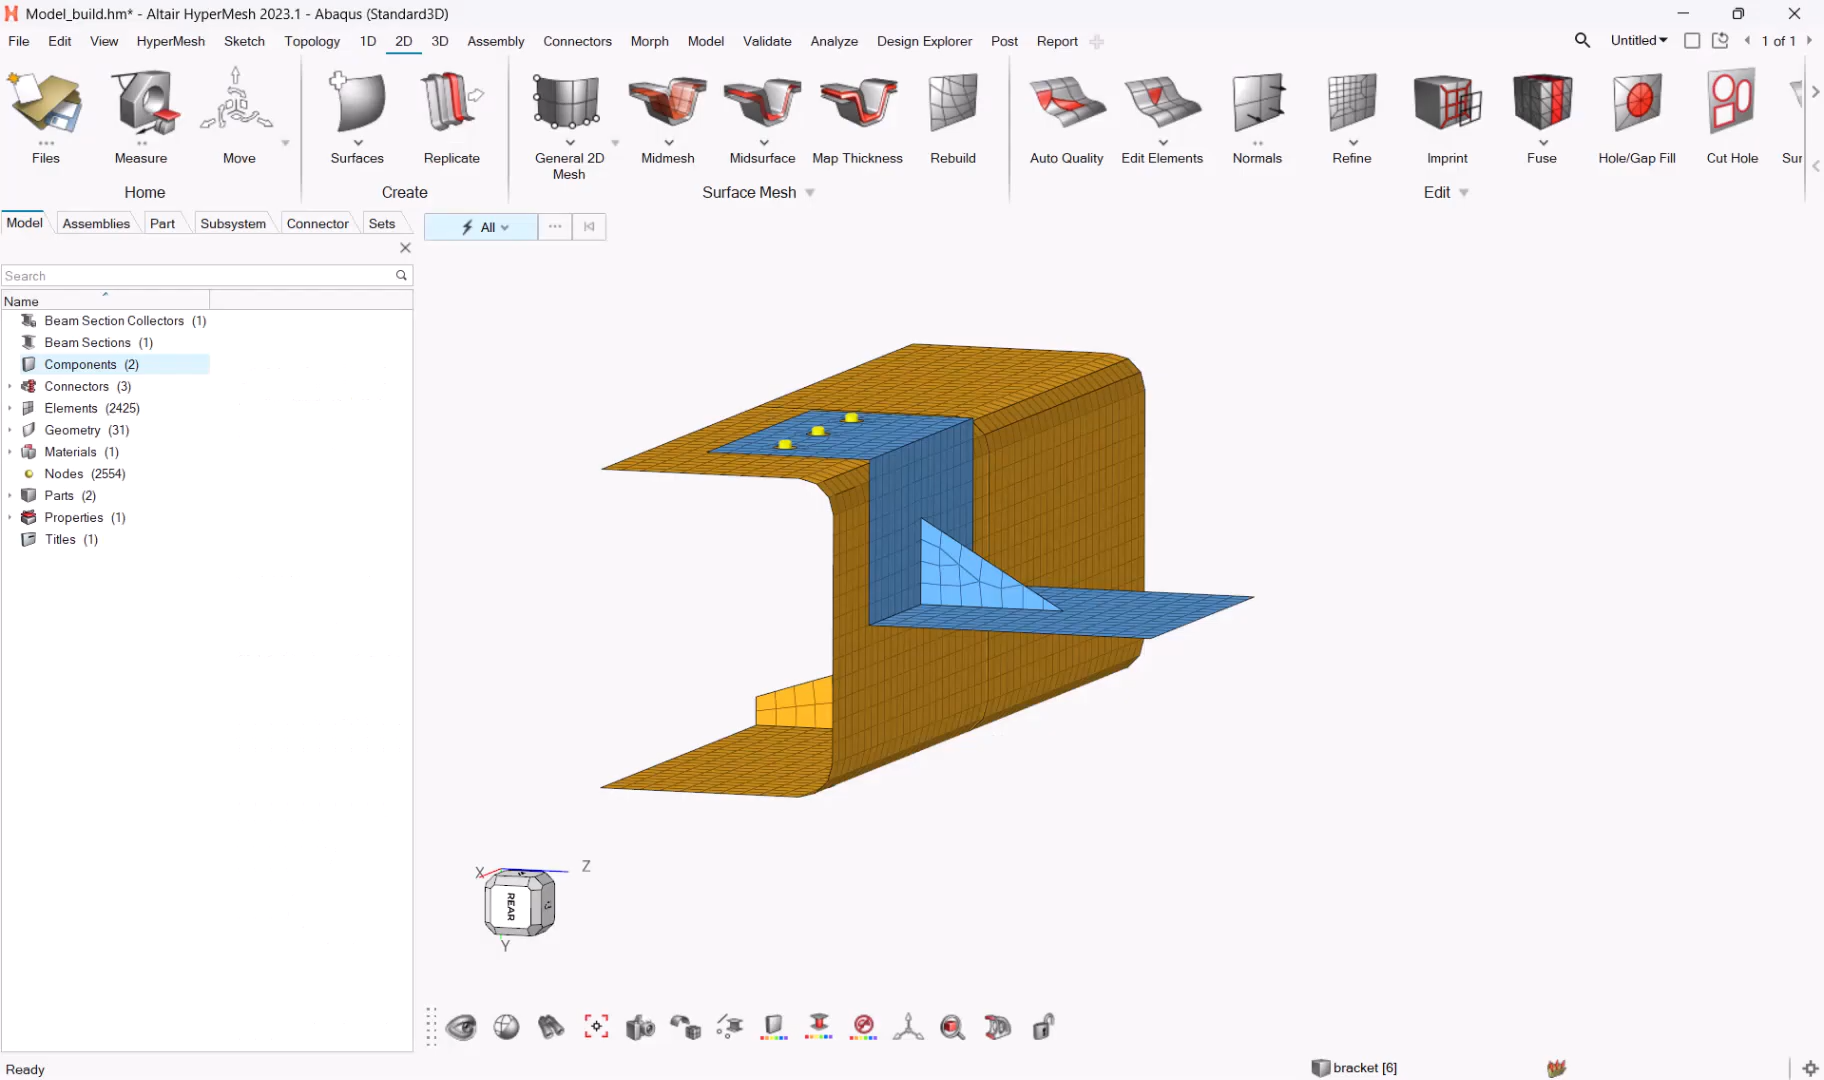 Model_build.hm* - Altair HyperMesh 2023.1 - Abaqus (Standard3D)
File Edit View HyperMesh Sketch Topology 1D 2D 3D Assembly Connectors Morph Model Validate Analyze Design Explorer Post Report Untitled 1 of 1
Files Measure Move Surfaces Replicate General 2D Mesh Midmesh Midsurface Map Thickness Rebuild Auto Quality Edit Elements Normals Refine Imprint Fuse Hole/Gap Fill Cut Hole Sur
Home Create Surface Mesh Edit
Model Assemblies Part Subsystem Connector Sets All
Search
Name
Beam Section Collectors (1)
Beam Sections (1)
Components (2)
Connectors (3)
Elements (2425)
Geometry (31)
Materials (1)
Nodes (2554)
Parts (2)
Properties (1)
Titles (1)
X Z
REAR
Y
Ready bracket [6]